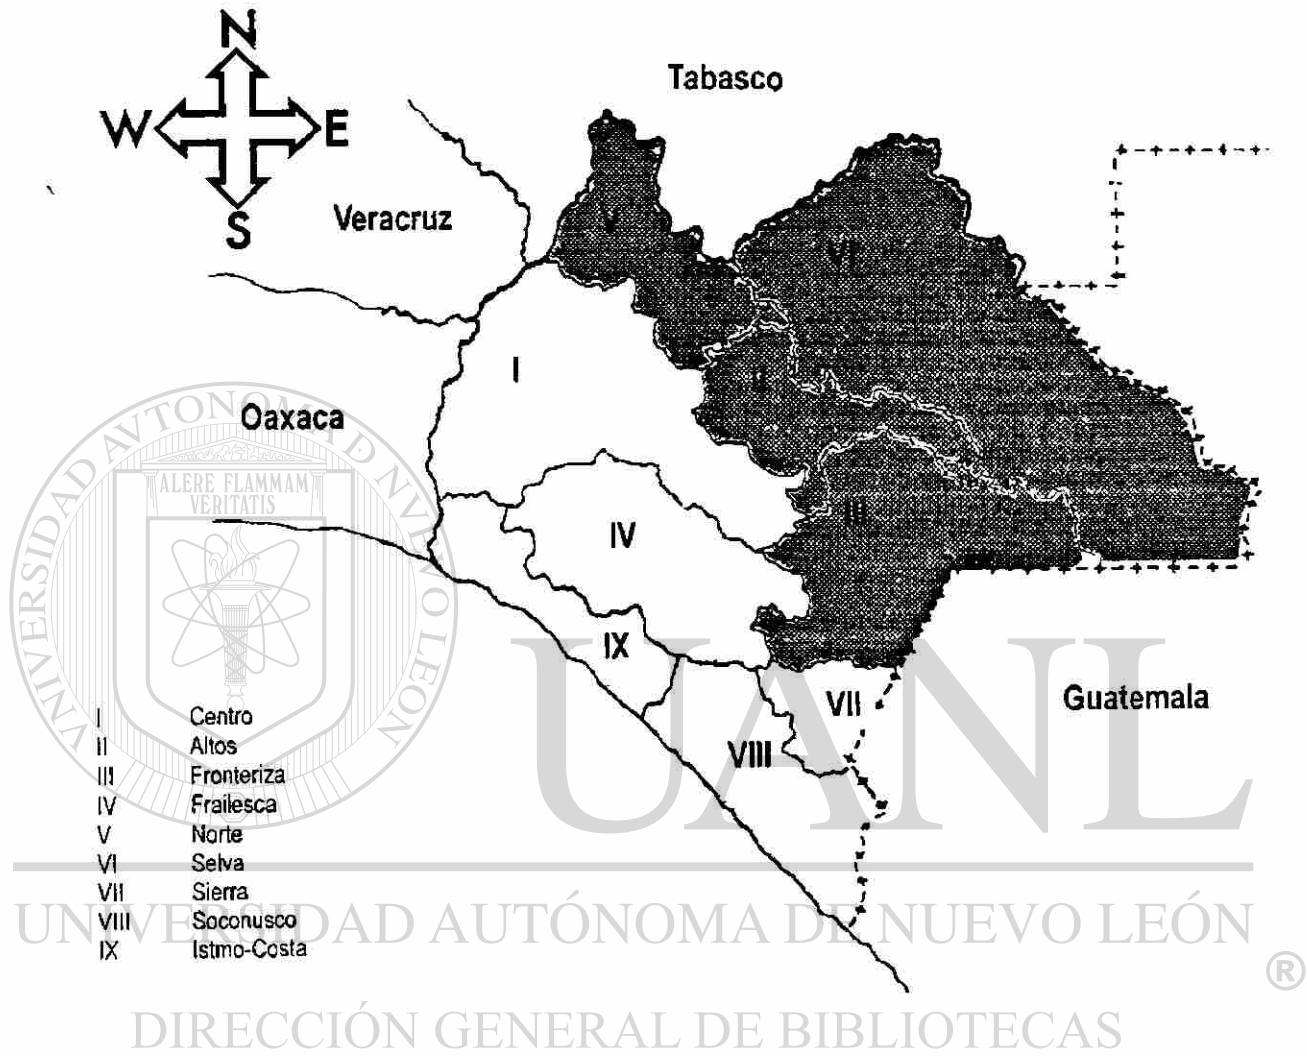 N
W E
S
Tabasco
Veracruz
Oaxaca
Guatemala
V
VI
I
II
III
IV
IX
VII
VIII
I Centro
II Altos
III Fronteriza
IV Frailesca
V Norte
VI Selva
VII Sierra
VIII Soconusco
IX Istmo-Costa
UNIVERSIDAD AUTONOMA DE NUEVO LEON
ALERE FLAMMAM
VERITATIS
UANL
UNIVERSIDAD AUTÓNOMA DE NUEVO LEÓN
®
DIRECCIÓN GENERAL DE BIBLIOTECAS